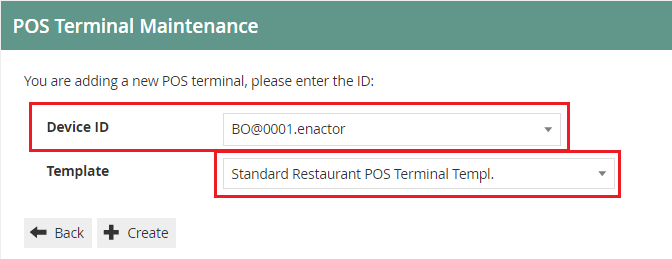 POS Terminal Maintenance
You are adding a new POS terminal, please enter the ID:
Device ID BO@0001.enactor
Template Standard Restaurant POS Terminal Templ.
Back Create